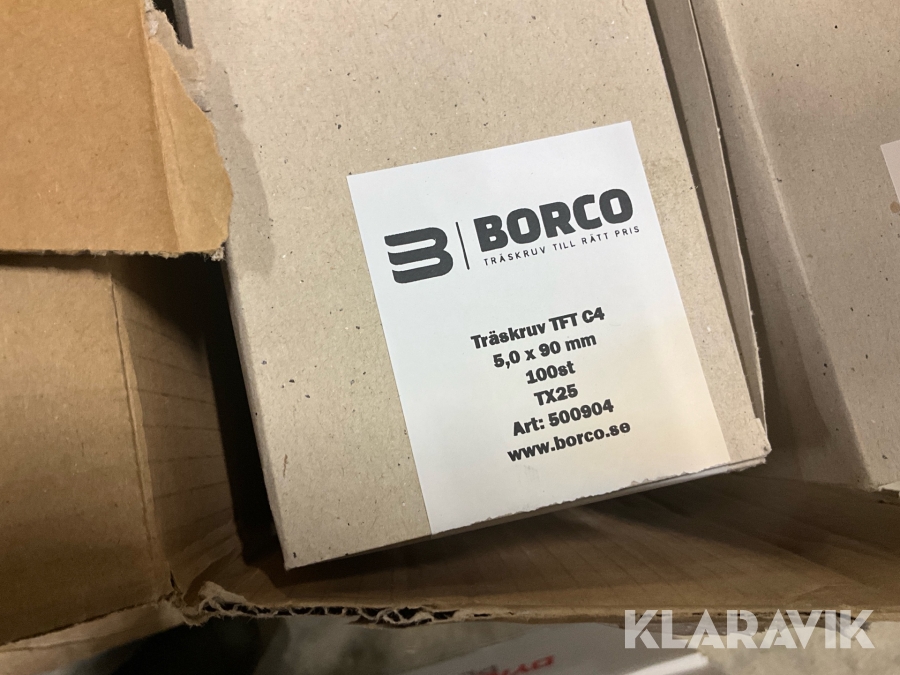 BORCO
TRÄSKRUV TILL RÄTT PRIS
Träskruv TFT C4
5,0 x 90 mm
100st
TX25
Art: 500904
www.borco.se
KLARAVIK